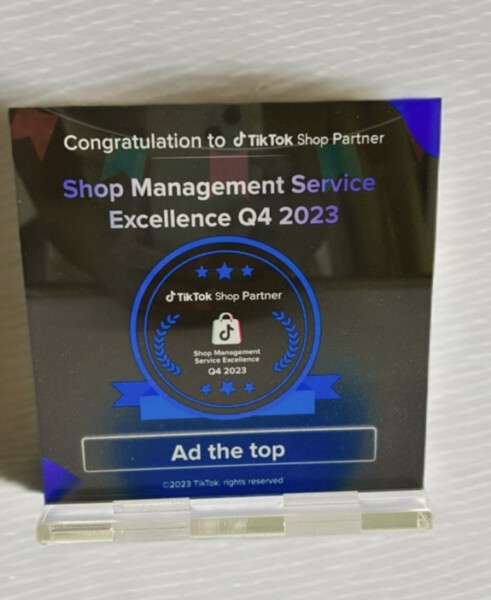 Congratulation to TikTok Shop Partner
Shop Management Service
Excellence Q4 2023
TikTok Shop Partner
Shop Management
Service Excellence
Q4 2023
Ad the top
©2023 TikTok. rights reserved